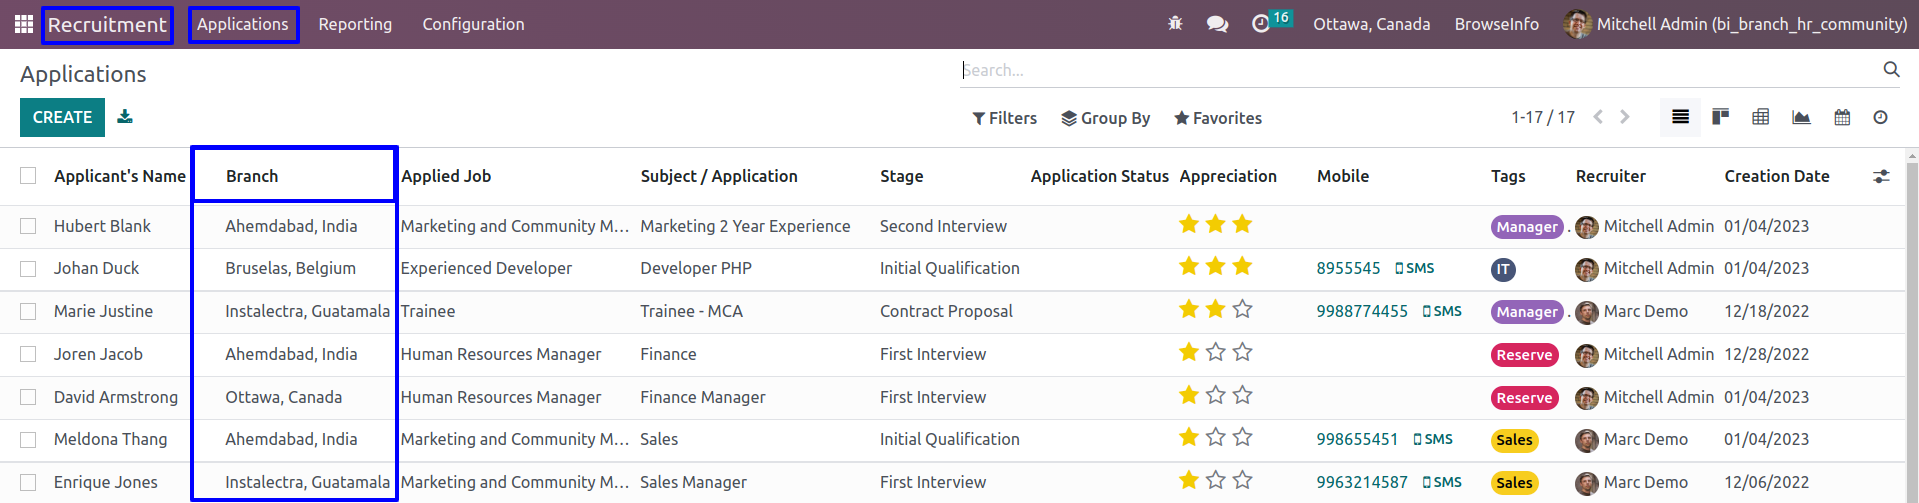 Recruitment Applications Reporting Configuration 16 Ottawa, Canada BrowseInfo Mitchell Admin (bi_branch_hr_community)
Applications Search...
CREATE Filters Group By Favorites 1-17 / 17
Applicant's Name Branch Applied Job Subject / Application Stage Application Status Appreciation Mobile Tags Recruiter Creation Date
Hubert Blank Ahemdabad, India Marketing and Community M... Marketing 2 Year Experience Second Interview Manager . Mitchell Admin 01/04/2023
Johan Duck Bruselas, Belgium Experienced Developer Developer PHP Initial Qualification 8955545 SMS IT Mitchell Admin 01/04/2023
Marie Justine Instalectra, Guatamala Trainee Trainee - MCA Contract Proposal 9988774455 SMS Manager . Marc Demo 12/18/2022
Joren Jacob Ahemdabad, India Human Resources Manager Finance First Interview Reserve Mitchell Admin 12/28/2022
David Armstrong Ottawa, Canada Human Resources Manager Finance Manager First Interview Reserve Mitchell Admin 01/04/2023
Meldona Thang Ahemdabad, India Marketing and Community M... Sales Initial Qualification 998655451 SMS Sales Marc Demo 01/04/2023
Enrique Jones Instalectra, Guatamala Marketing and Community M... Sales Manager First Interview 9963214587 SMS Sales Marc Demo 12/06/2022